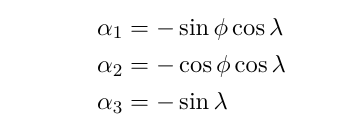 α₁ = − sin ϕ cos λ
α₂ = − cos ϕ cos λ
α₃ = − sin λ